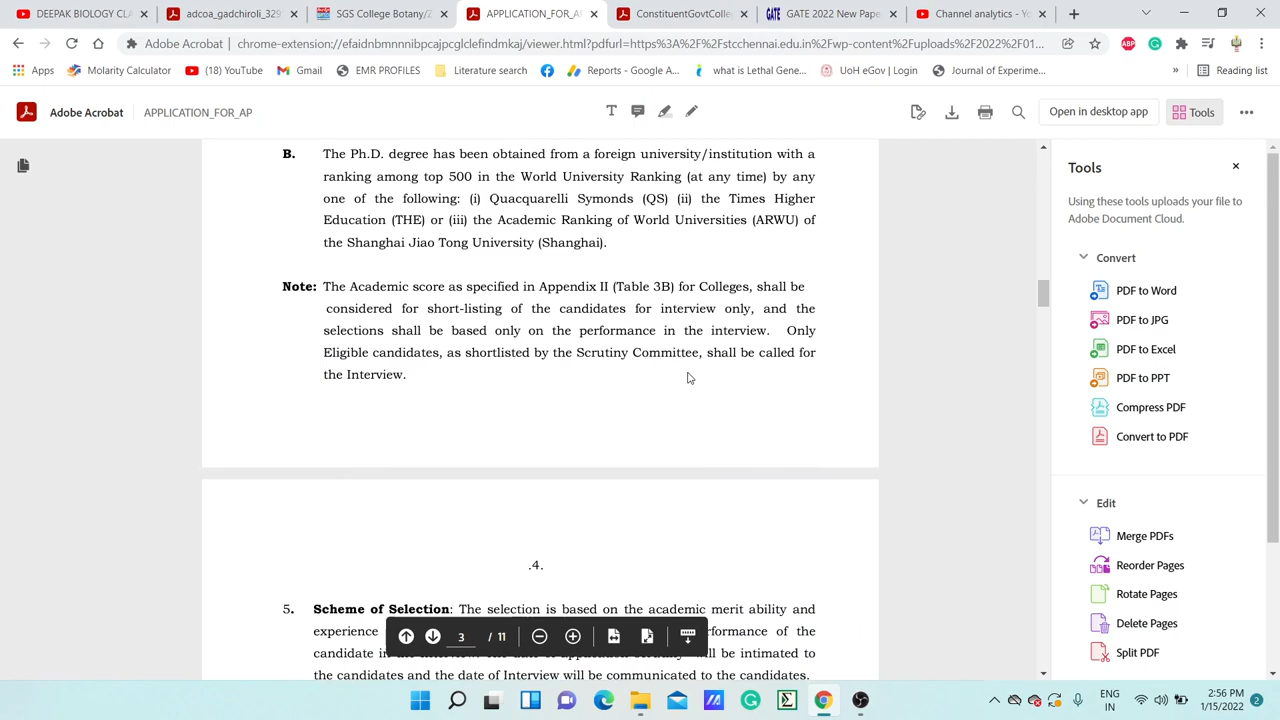 DEEPAK BIOLOGY CL
adcoa_gadchiroli_329
SGS College Botany/Z
APPLICATION_FOR_AP
ConstituentGovtColleg
GATE 2022 New Pape
Channel analytics - Yo
Adobe Acrobat | chrome-extension://efaidnbmnnnibpcajpcglclefindmkaj/viewer.html?pdfurl=https%3A%2F%2Fstcchennai.edu.in%2Fwp-content%2Fuploads%2F2022%2F01...
Apps
Molarity Calculator
(18) YouTube
Gmail
EMR PROFILES
Literature search
Reports - Google A...
what is Lethal Gene...
UoH eGov | Login
Journal of Experime...
»
Reading list
Adobe Acrobat
APPLICATION_FOR_AP
Open in desktop app
Tools
B. The Ph.D. degree has been obtained from a foreign university/institution with a
ranking among top 500 in the World University Ranking (at any time) by any
one of the following: (i) Quacquarelli Symonds (QS) (ii) the Times Higher
Education (THE) or (iii) the Academic Ranking of World Universities (ARWU) of
the Shanghai Jiao Tong University (Shanghai).
Note: The Academic score as specified in Appendix II (Table 3B) for Colleges, shall be
considered for short-listing of the candidates for interview only, and the
selections shall be based only on the performance in the interview. Only
Eligible candidates, as shortlisted by the Scrutiny Committee, shall be called for
the Interview.
.4.
5. Scheme of Selection: The selection is based on the academic merit ability and
experience
rformance of the
candidate in
ll be intimated to
the candidates and the date of Interview will be communicated to the candidates.
3 / 11
Tools
Using these tools uploads your file to
Adobe Document Cloud.
Convert
PDF to Word
PDF to JPG
PDF to Excel
PDF to PPT
Compress PDF
Convert to PDF
Edit
Merge PDFs
Reorder Pages
Rotate Pages
Delete Pages
Split PDF
ENG
IN
2:56 PM
1/15/2022
2